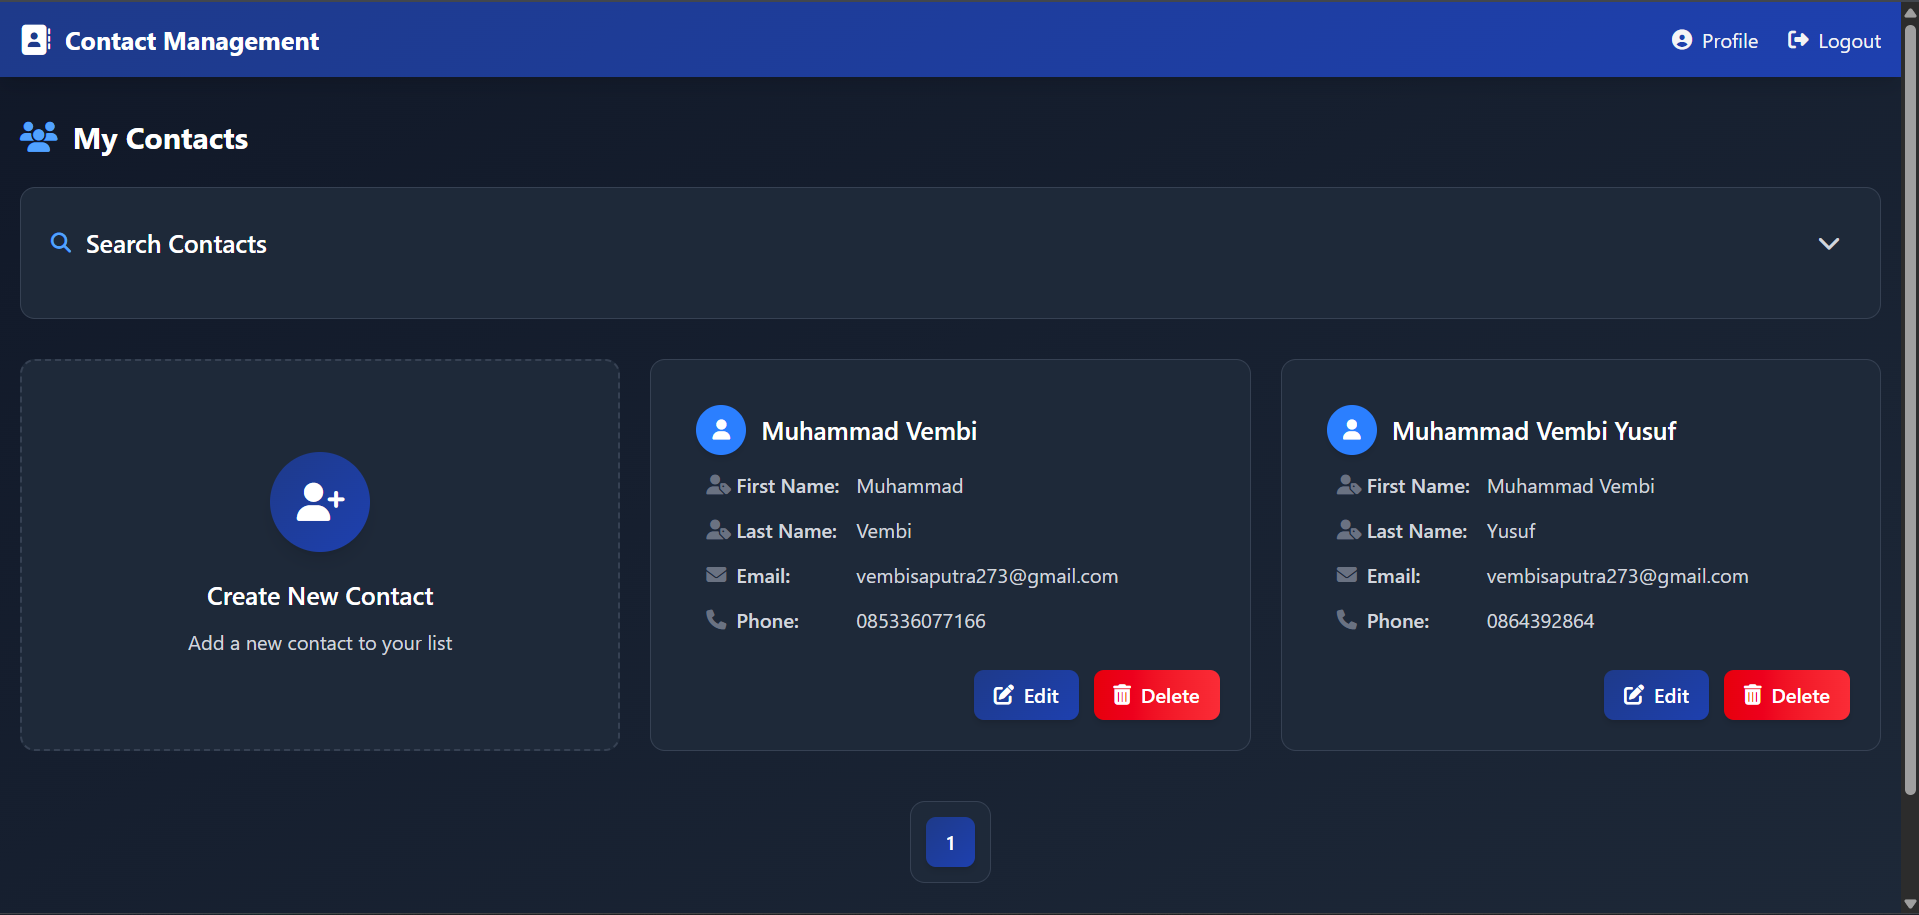 Contact Management
Profile
Logout
My Contacts
Search Contacts
Create New Contact
Add a new contact to your list
Muhammad Vembi
First Name: Muhammad
Last Name: Vembi
Email: vembisaputra273@gmail.com
Phone: 085336077166
Edit
Delete
Muhammad Vembi Yusuf
First Name: Muhammad Vembi
Last Name: Yusuf
Email: vembisaputra273@gmail.com
Phone: 0864392864
Edit
Delete
1